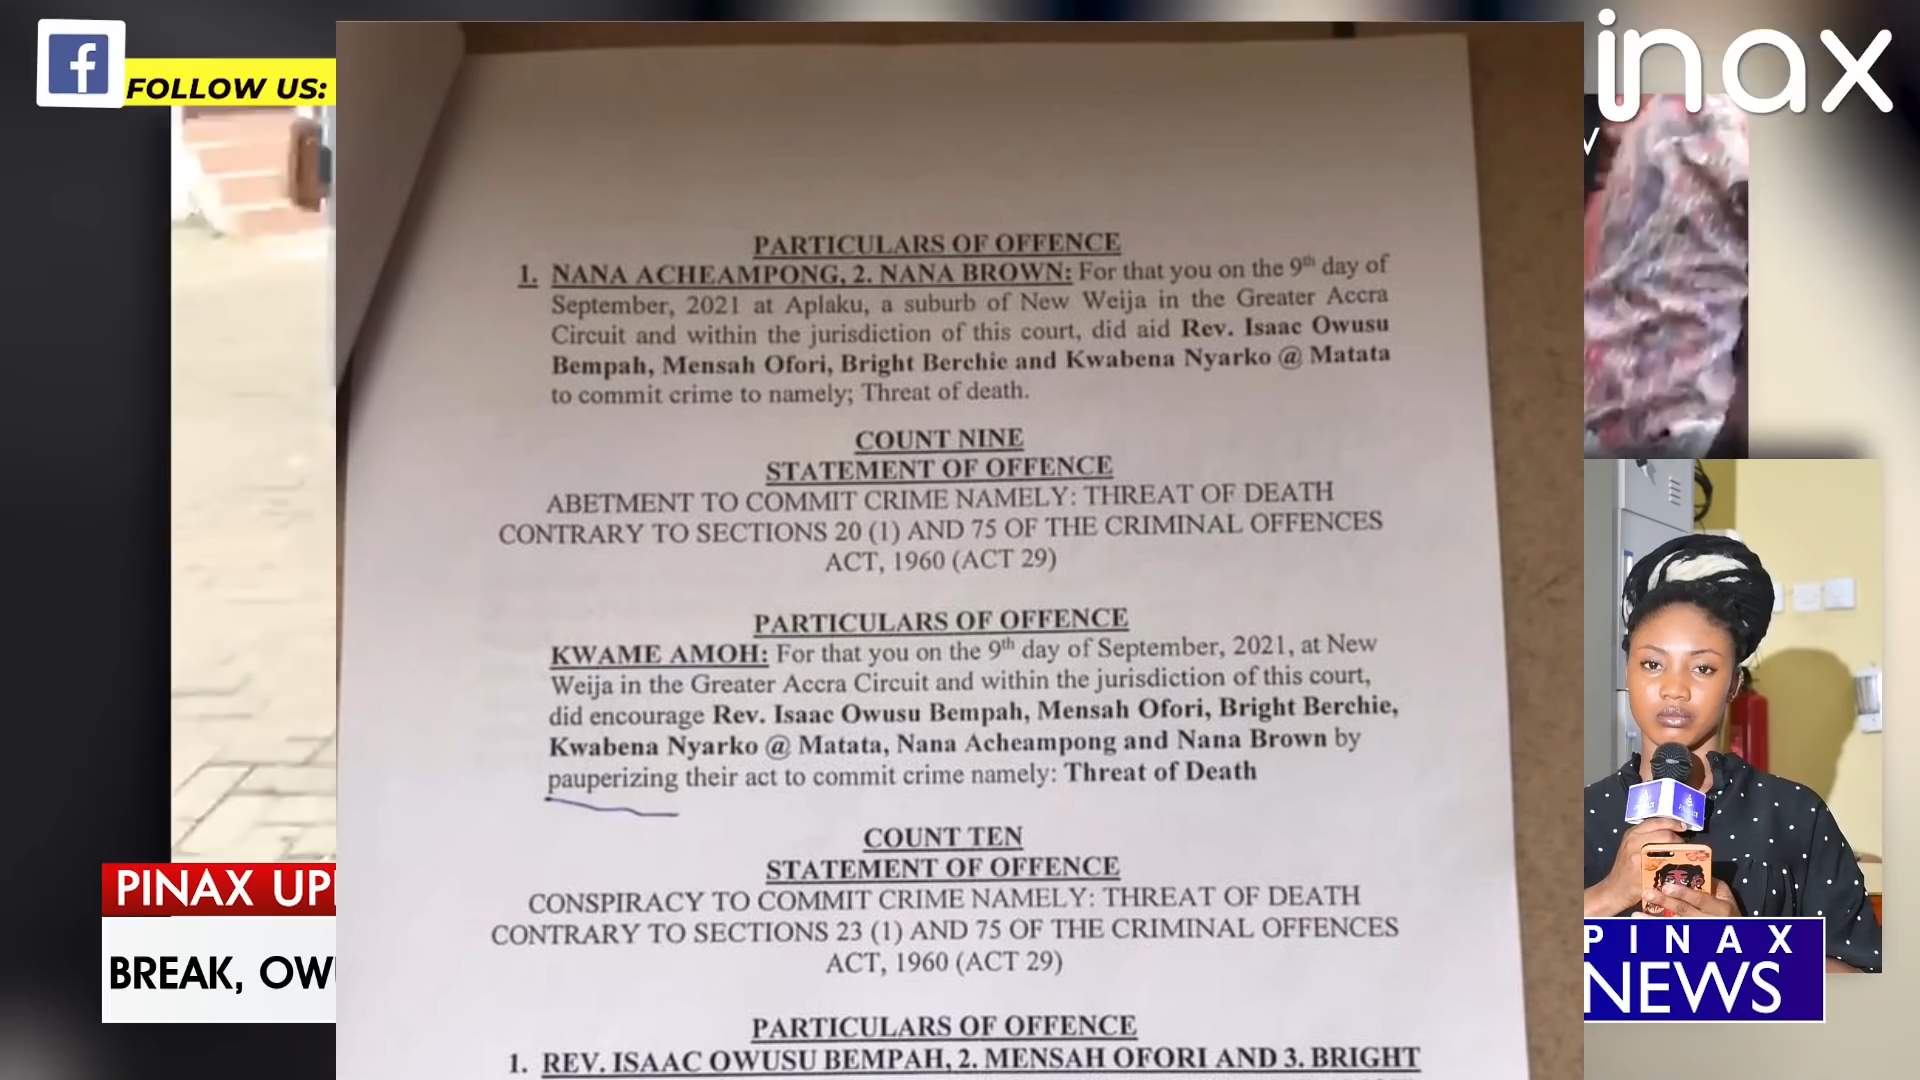 FOLLOW US:
inax
PARTICULARS OF OFFENCE
1. NANA ACHEAMPONG, 2. NANA BROWN: For that you on the 9th day of
September, 2021 at Aplaku, a suburb of New Weija in the Greater Accra
Circuit and within the jurisdiction of this court, did aid Rev. Isaac Owusu
Bempah, Mensah Ofori, Bright Berchie and Kwabena Nyarko @ Matata
to commit crime to namely; Threat of death.
COUNT NINE
STATEMENT OF OFFENCE
ABETMENT TO COMMIT CRIME NAMELY: THREAT OF DEATH
CONTRARY TO SECTIONS 20 (1) AND 75 OF THE CRIMINAL OFFENCES
ACT, 1960 (ACT 29)
PARTICULARS OF OFFENCE
KWAME AMOH: For that you on the 9th day of September, 2021, at New
Weija in the Greater Accra Circuit and within the jurisdiction of this court,
did encourage Rev. Isaac Owusu Bempah, Mensah Ofori, Bright Berchie,
Kwabena Nyarko @ Matata, Nana Acheampong and Nana Brown by
pauperizing their act to commit crime namely: Threat of Death
COUNT TEN
STATEMENT OF OFFENCE
CONSPIRACY TO COMMIT CRIME NAMELY: THREAT OF DEATH
CONTRARY TO SECTIONS 23 (1) AND 75 OF THE CRIMINAL OFFENCES
ACT, 1960 (ACT 29)
PARTICULARS OF OFFENCE
1. REV. ISAAC OWUSU BEMPAH, 2. MENSAH OFORI AND 3. BRIGHT
PINAX UP
BREAK, OW
PINAX
NEWS